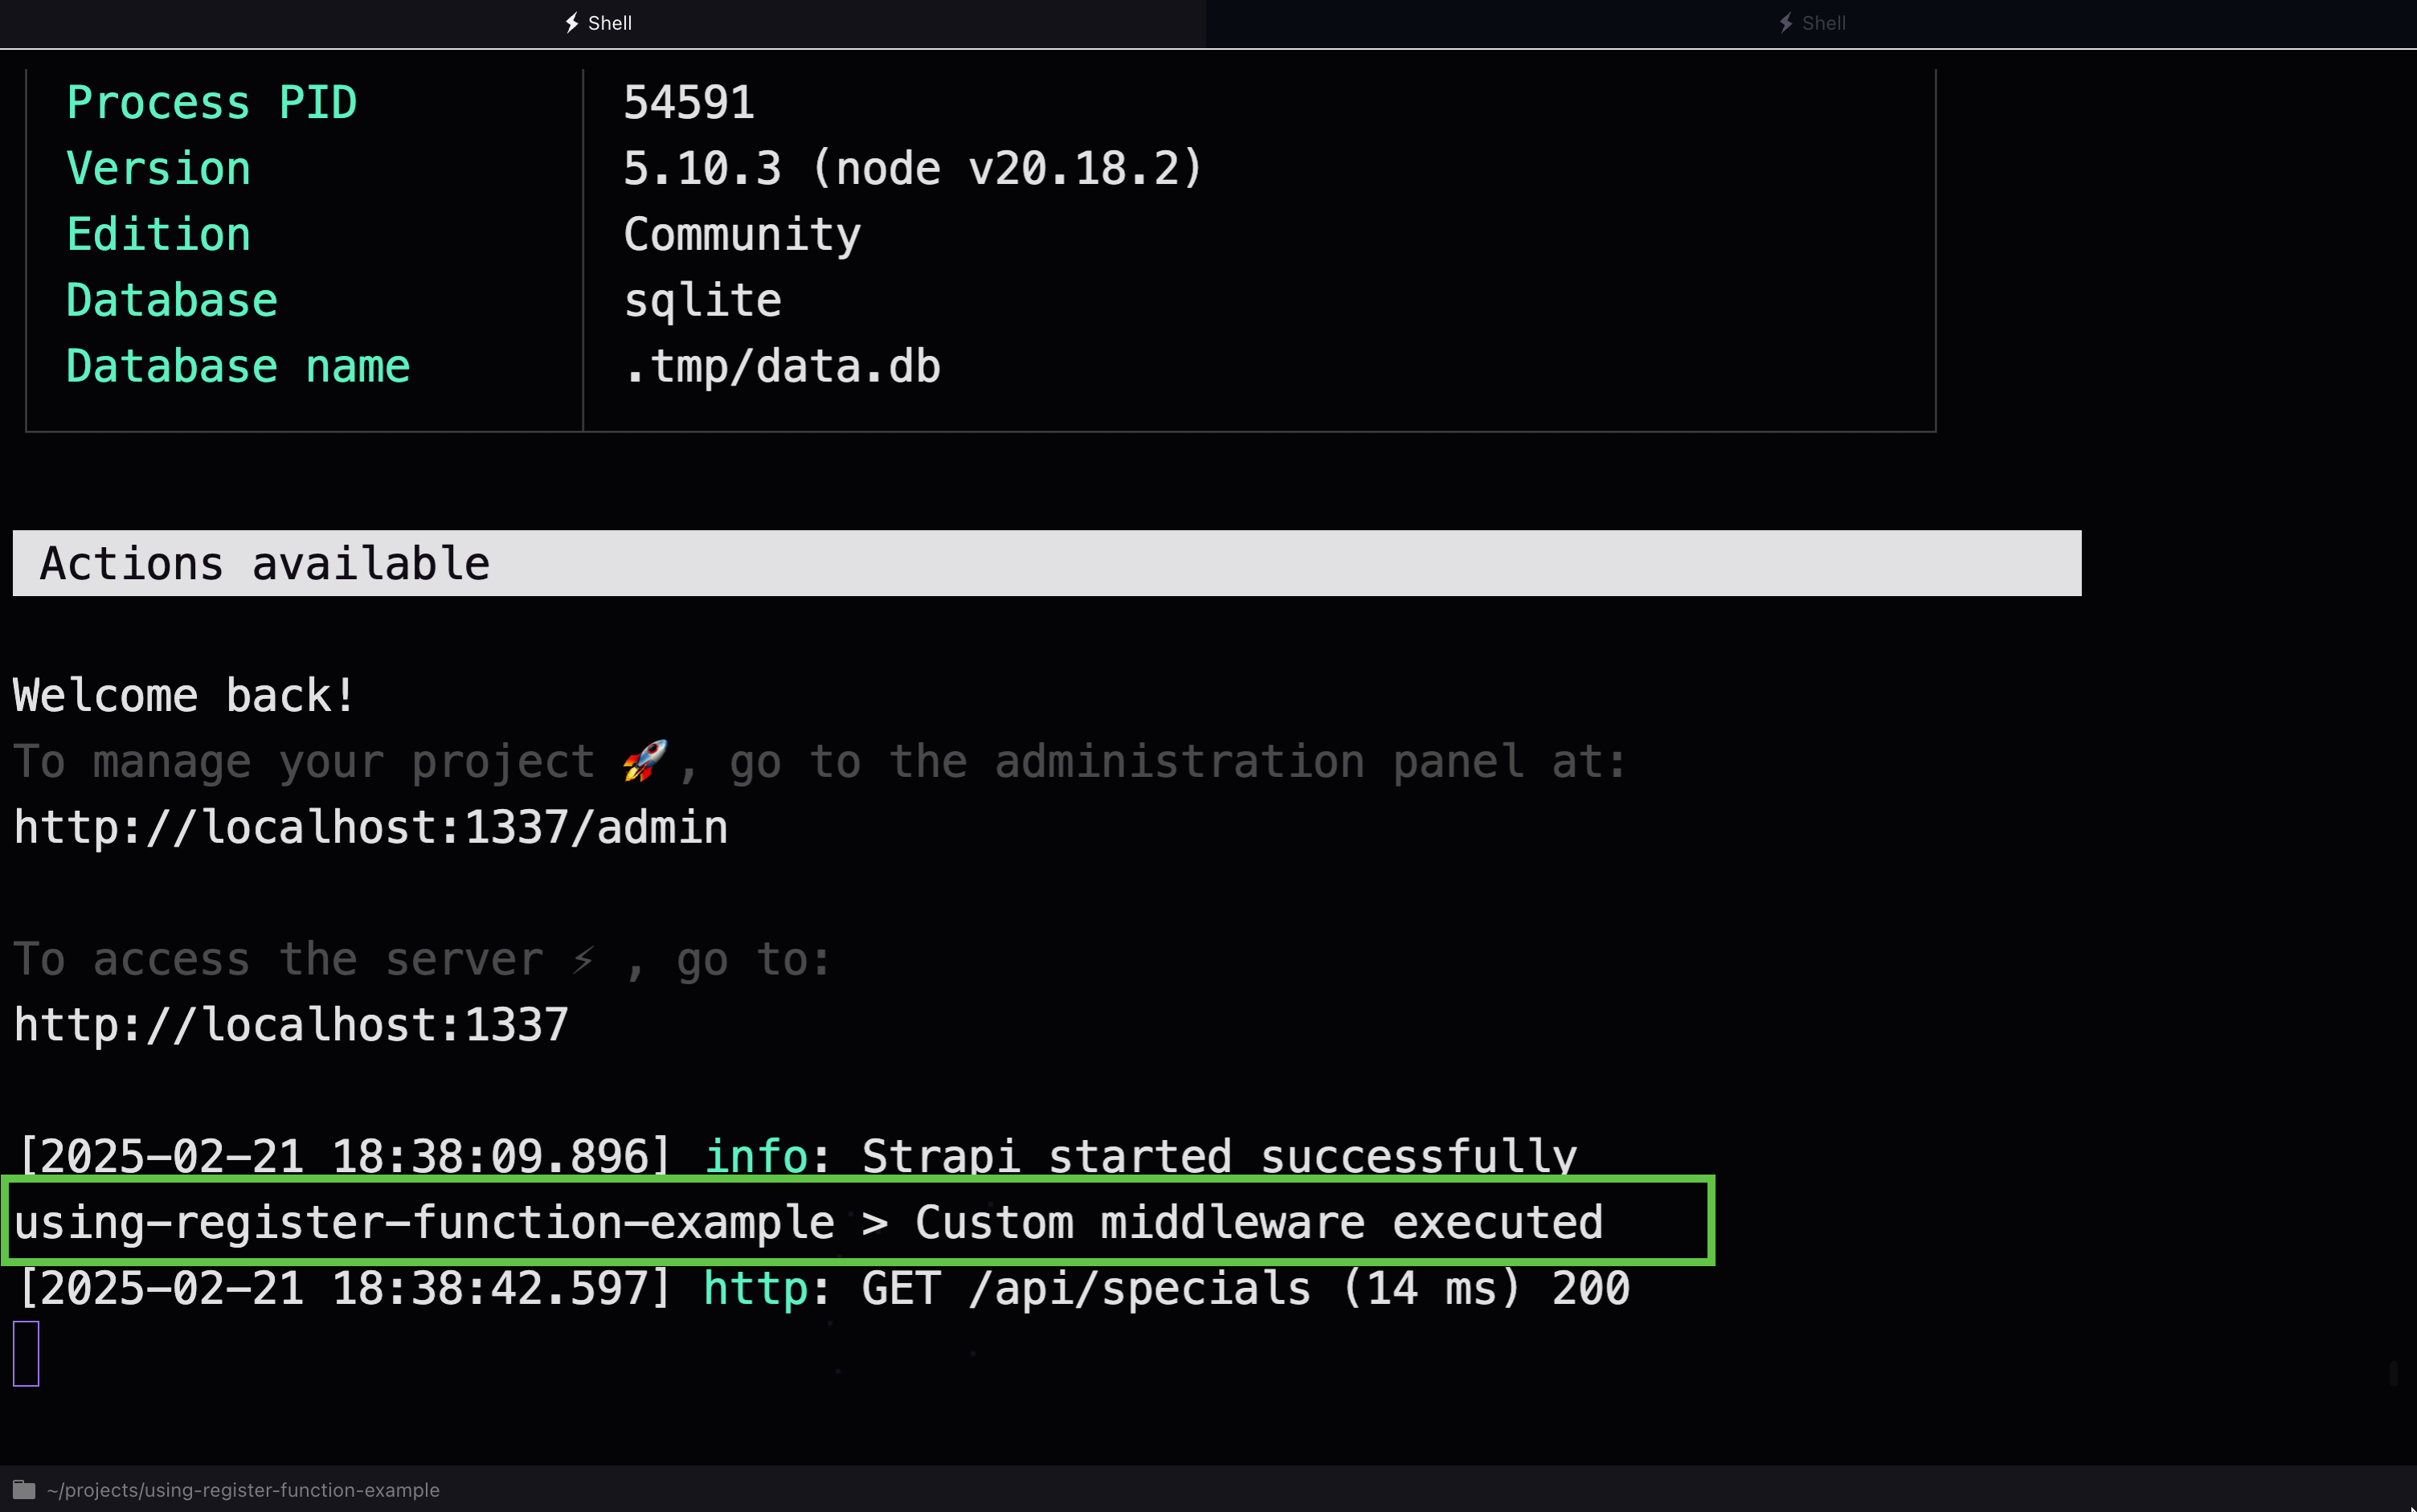 ⚡ Shell
⚡ Shell
Process PID 54591
Version 5.10.3 (node v20.18.2)
Edition Community
Database sqlite
Database name .tmp/data.db
Actions available
Welcome back!
To manage your project 🚀, go to the administration panel at:
http://localhost:1337/admin
To access the server ⚡ , go to:
http://localhost:1337
[2025-02-21 18:38:09.896] info: Strapi started successfully
using-register-function-example > Custom middleware executed
[2025-02-21 18:38:42.597] http: GET /api/specials (14 ms) 200
~/projects/using-register-function-example